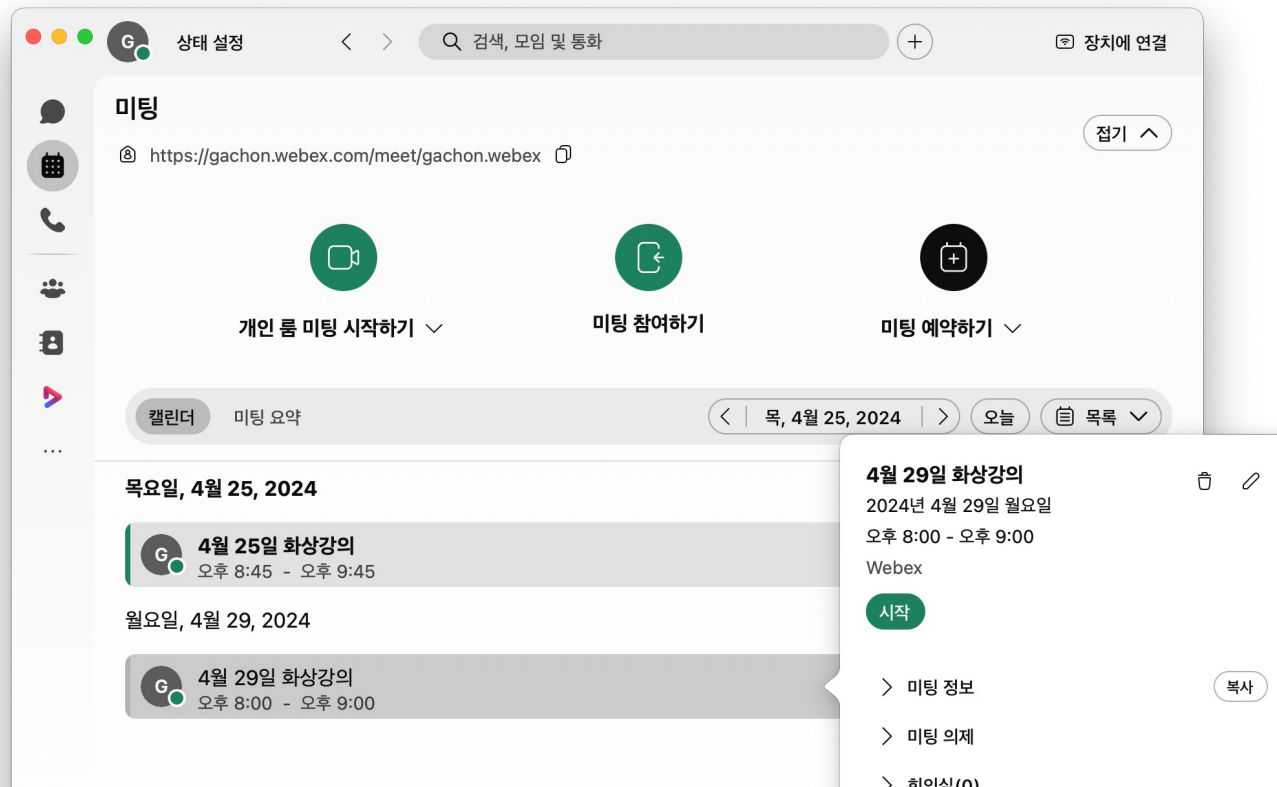 G 상태 설정 검색, 모임 및 통화 장치에 연결
미팅
접기
https://gachon.webex.com/meet/gachon.webex
개인 룸 미팅 시작하기 미팅 참여하기 미팅 예약하기
캘린더 미팅 요약 목, 4월 25, 2024 오늘 목록
목요일, 4월 25, 2024
G 4월 25일 화상강의
오후 8:45 - 오후 9:45
월요일, 4월 29, 2024
G 4월 29일 화상강의
오후 8:00 - 오후 9:00
4월 29일 화상강의
2024년 4월 29일 월요일
오후 8:00 - 오후 9:00
Webex
시작
미팅 정보 복사
미팅 의제
회의실(0)